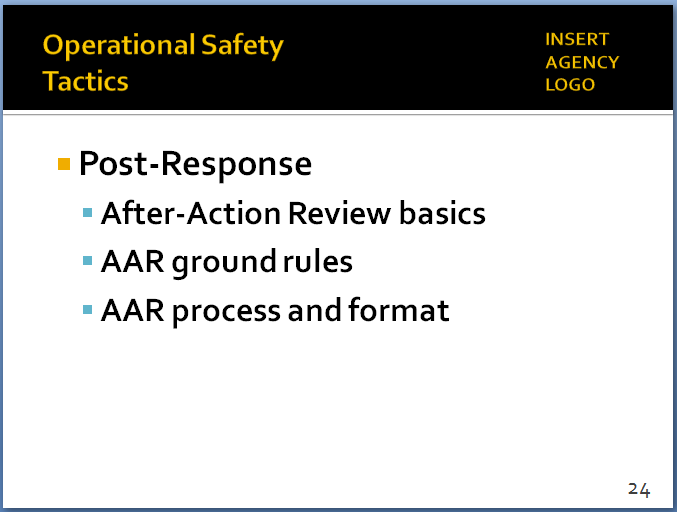 Operational Safety
Tactics
INSERT
AGENCY
LOGO
Post-Response
After-Action Review basics
AAR ground rules
AAR process and format
24